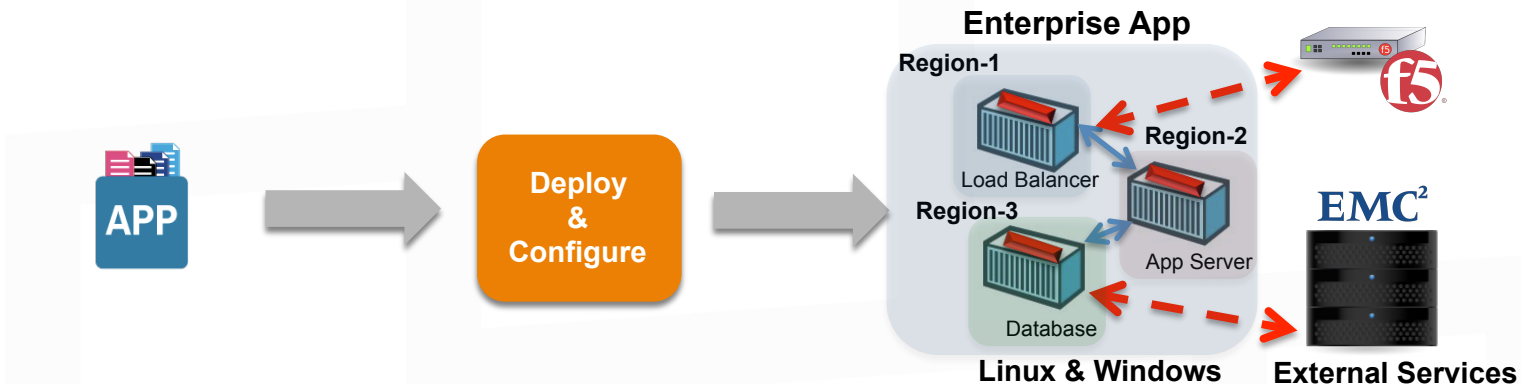 APP
Deploy
&
Configure
Enterprise App
Region-1
Load Balancer
Region-2
App Server
Region-3
Database
Linux & Windows
f5
f5
EMC²
External Services